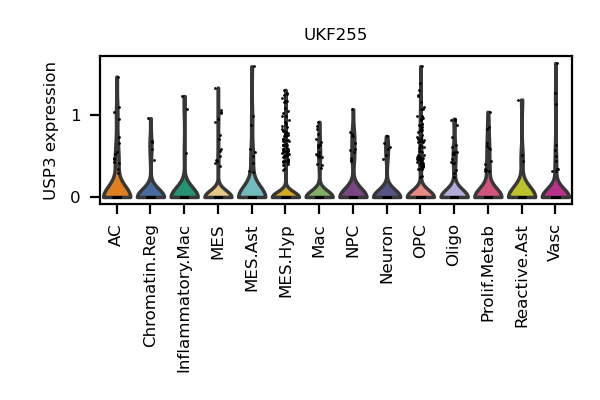 UKF255
USP3 expression
1
0
AC
Chromatin.Reg
Inflammatory.Mac
MES
MES.Ast
MES.Hyp
Mac
NPC
Neuron
OPC
Oligo
Prolif.Metab
Reactive.Ast
Vasc